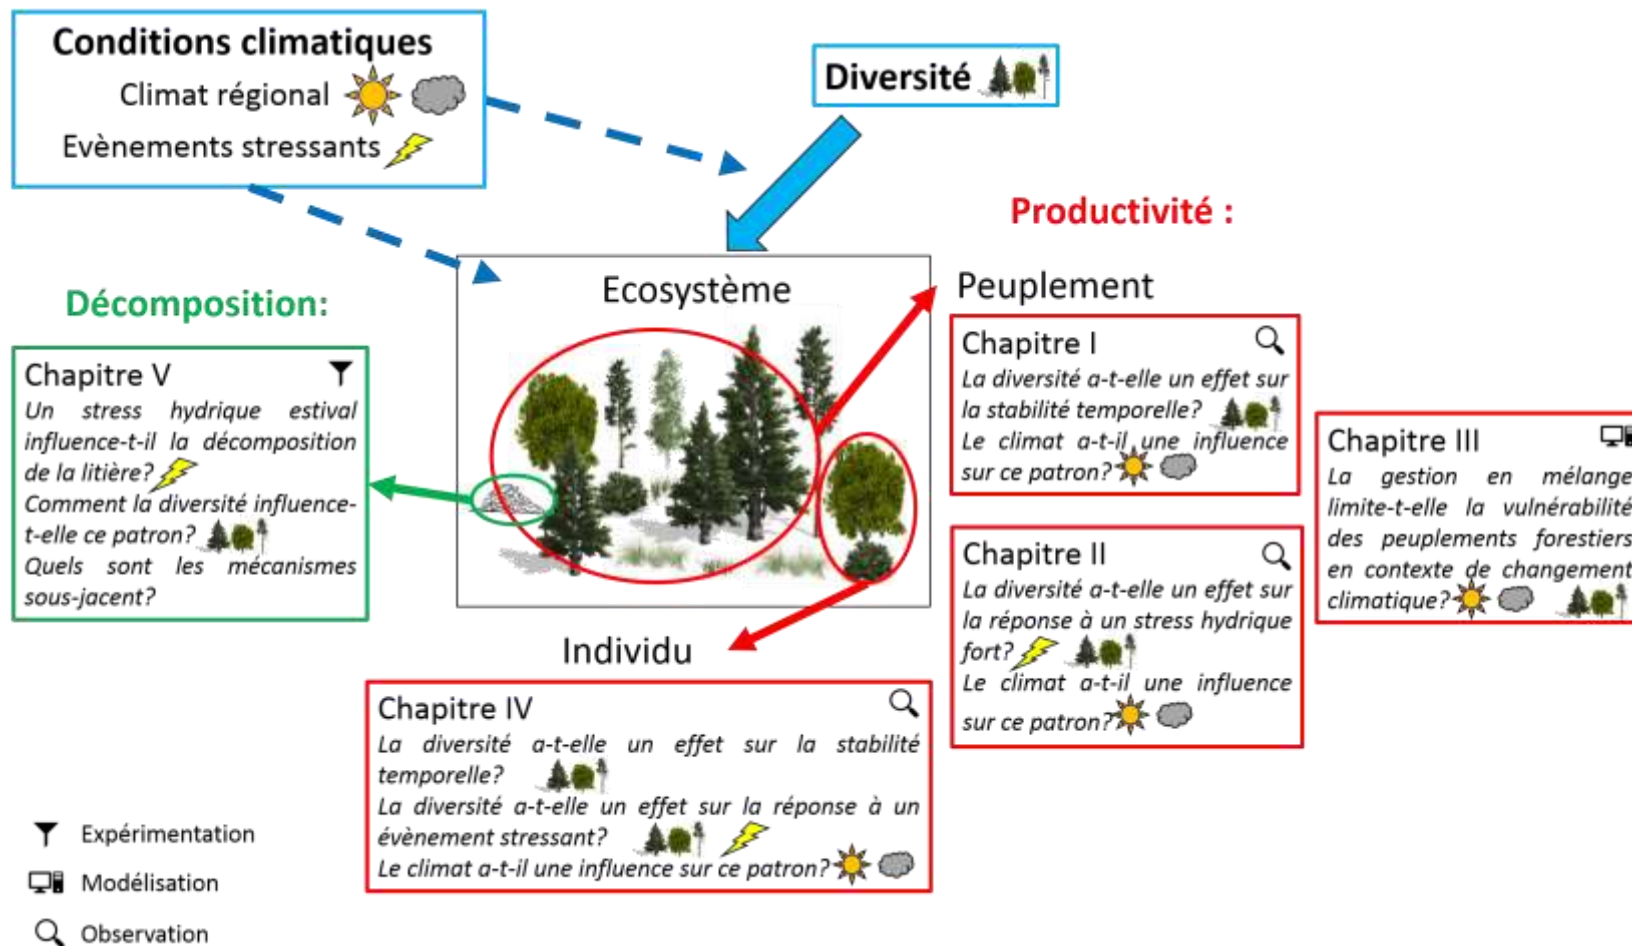 Conditions climatiques
Climat régional
Evènements stressants
Diversité
Productivité :
Ecosystème
Peuplement
Décomposition:
Chapitre V
Un stress hydrique estival
influence-t-il la décomposition
de la litière?
Comment la diversité influence-
t-elle ce patron?
Quels sont les mécanismes
sous-jacent?
Chapitre I
La diversité a-t-elle un effet sur
la stabilité temporelle?
Le climat a-t-il une influence
sur ce patron?
Chapitre III
La gestion en mélange
limite-t-elle la vulnérabilité
des peuplements forestiers
en contexte de changement
climatique?
Chapitre II
La diversité a-t-elle un effet sur
la réponse à un stress hydrique
fort?
Le climat a-t-il une influence
sur ce patron?
Individu
Chapitre IV
La diversité a-t-elle un effet sur la stabilité
temporelle?
La diversité a-t-elle un effet sur la réponse à un
évènement stressant?
Le climat a-t-il une influence sur ce patron?
Expérimentation
Modélisation
Observation